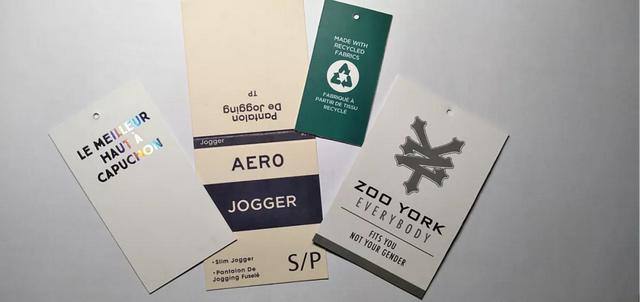 LE MEILLEUR
HAUT À
CAPUCHON
Pantalon
De Jogging
TP
Jogger
AERO
JOGGER
• Slim Jogger
• Pantalon De
Jogging Fuselé
S/P
MADE WITH
RECYCLED
FABRICS
FABRIQUÉ À
PARTIR DE TISSU
RECYCLÉ
ZOO YORK
EVERYBODY
FITS YOU
NOT YOUR GENDER